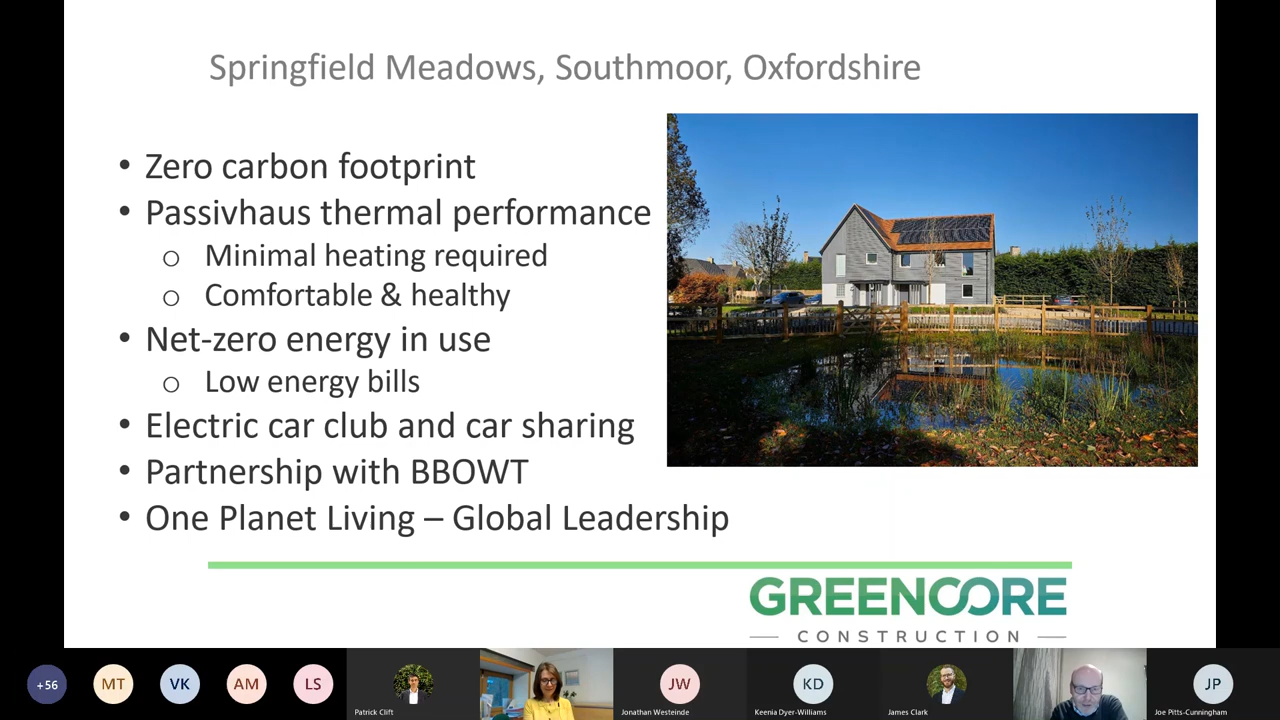 Springfield Meadows, Southmoor, Oxfordshire
• Zero carbon footprint
• Passivhaus thermal performance
o Minimal heating required
o Comfortable & healthy
• Net-zero energy in use
o Low energy bills
• Electric car club and car sharing
• Partnership with BBOWT
• One Planet Living – Global Leadership
GREENCORE
CONSTRUCTION
+56
MT
VK
AM
LS
Patrick Clift
JW
Jonathan Westeinde
KD
Keenia Dyer-Williams
James Clark
JP
Joe Pitts-Cunningham